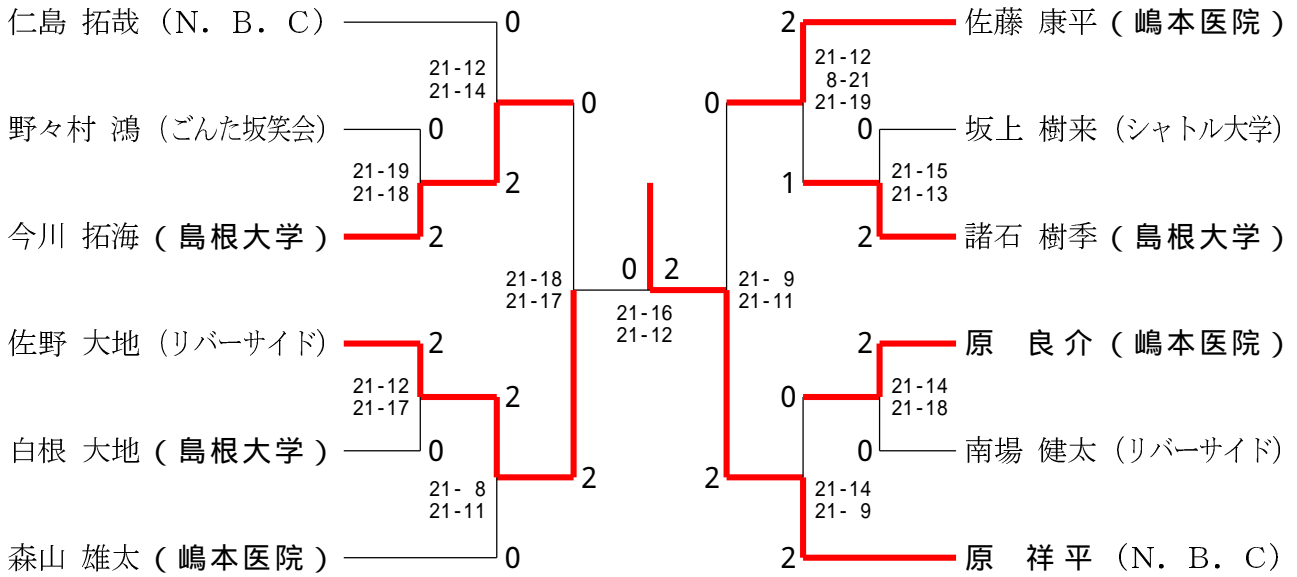 仁島 拓哉 (N. B. C) 0 2 佐藤 康平 (嶋本医院)
21-12 21-12
21-14 8-21
0 0 21-19
野々村 鴻 (ごんた坂笑会) 0 0 坂上 樹来 (シャトル大学)
21-19 21-15
21-18 2 1 21-13
今川 拓海 (島根大学) 2 2 諸石 樹季 (島根大学)
0 2
21-18 21- 9
21-17 21-11
21-16
21-12
佐野 大地 (リバーサイド) 2 2 原 良介 (嶋本医院)
21-12 21-14
21-17 2 0 21-18
白根 大地 (島根大学) 0 0 南場 健太 (リバーサイド)
2 2
21- 8 21-14
21-11 21- 9
森山 雄太 (嶋本医院) 0 2 原 祥平 (N. B. C)